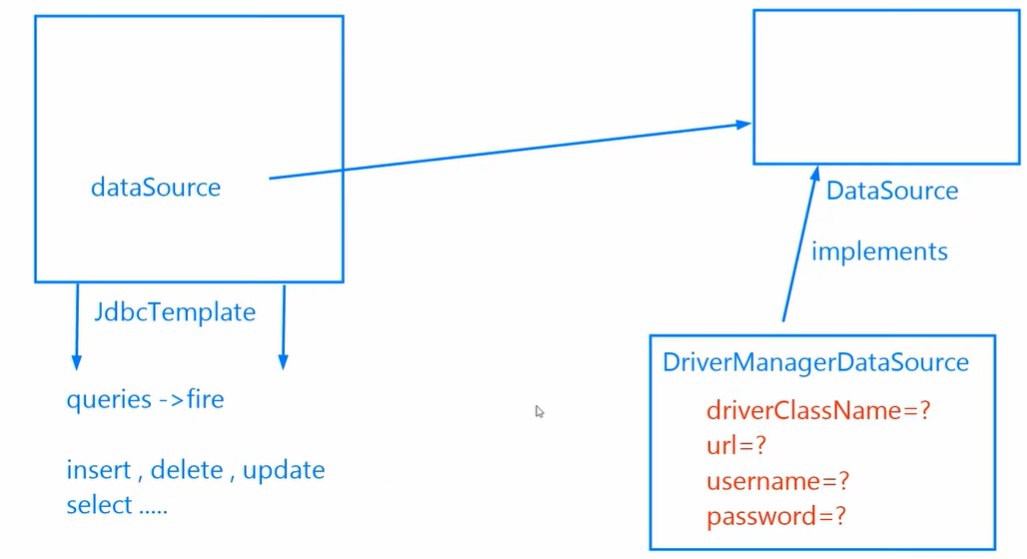 dataSource
JdbcTemplate
queries ->fire
insert , delete , update
select .....
DataSource
implements
DriverManagerDataSource
driverClassName=?
url=?
username=?
password=?